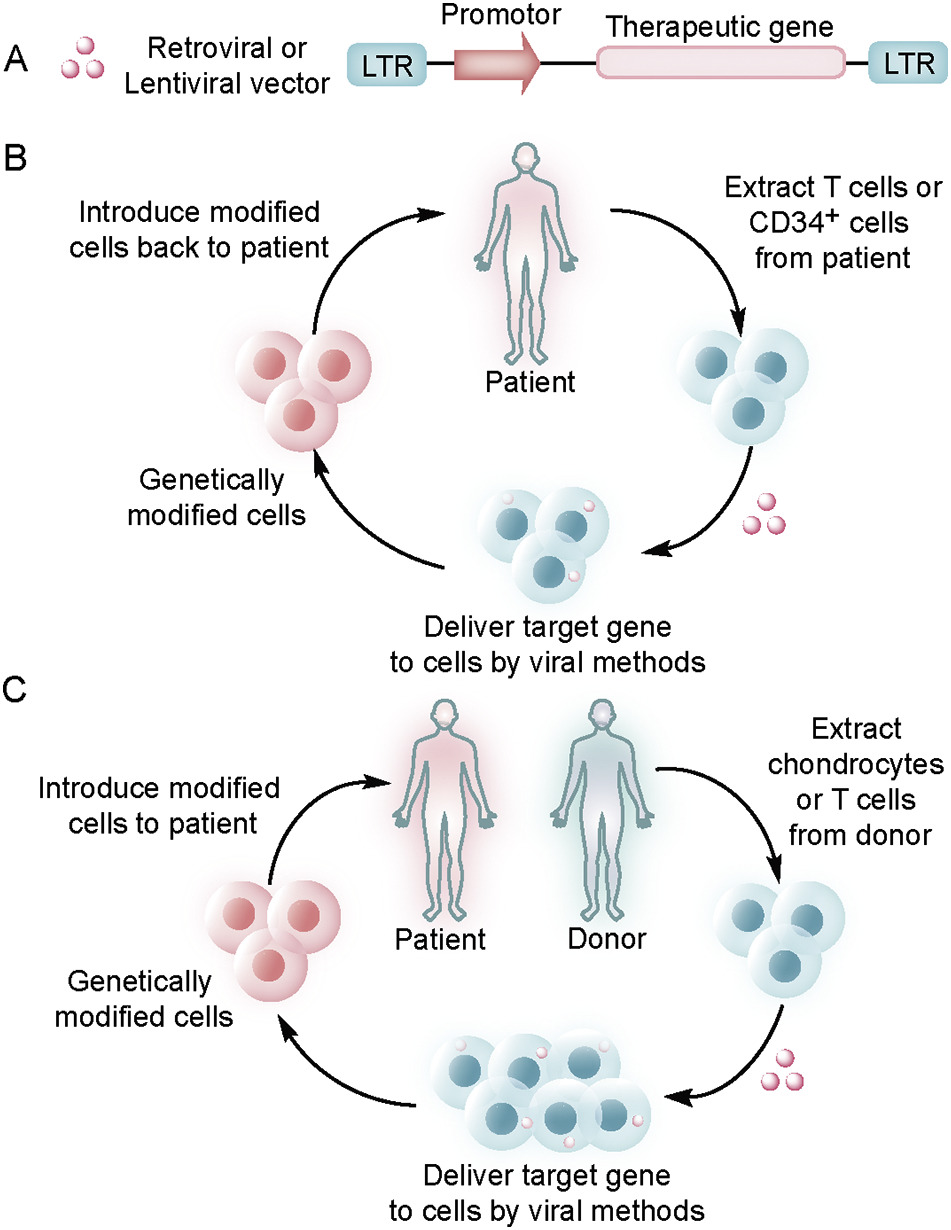 A
Retroviral or
Lentiviral vector
LTR
Promotor
Therapeutic gene
LTR
B
Introduce modified
cells back to patient
Patient
Extract T cells or
CD34⁺ cells
from patient
Genetically
modified cells
Deliver target gene
to cells by viral methods
C
Introduce modified
cells to patient
Patient
Donor
Extract
chondrocytes
or T cells
from donor
Genetically
modified cells
Deliver target gene
to cells by viral methods